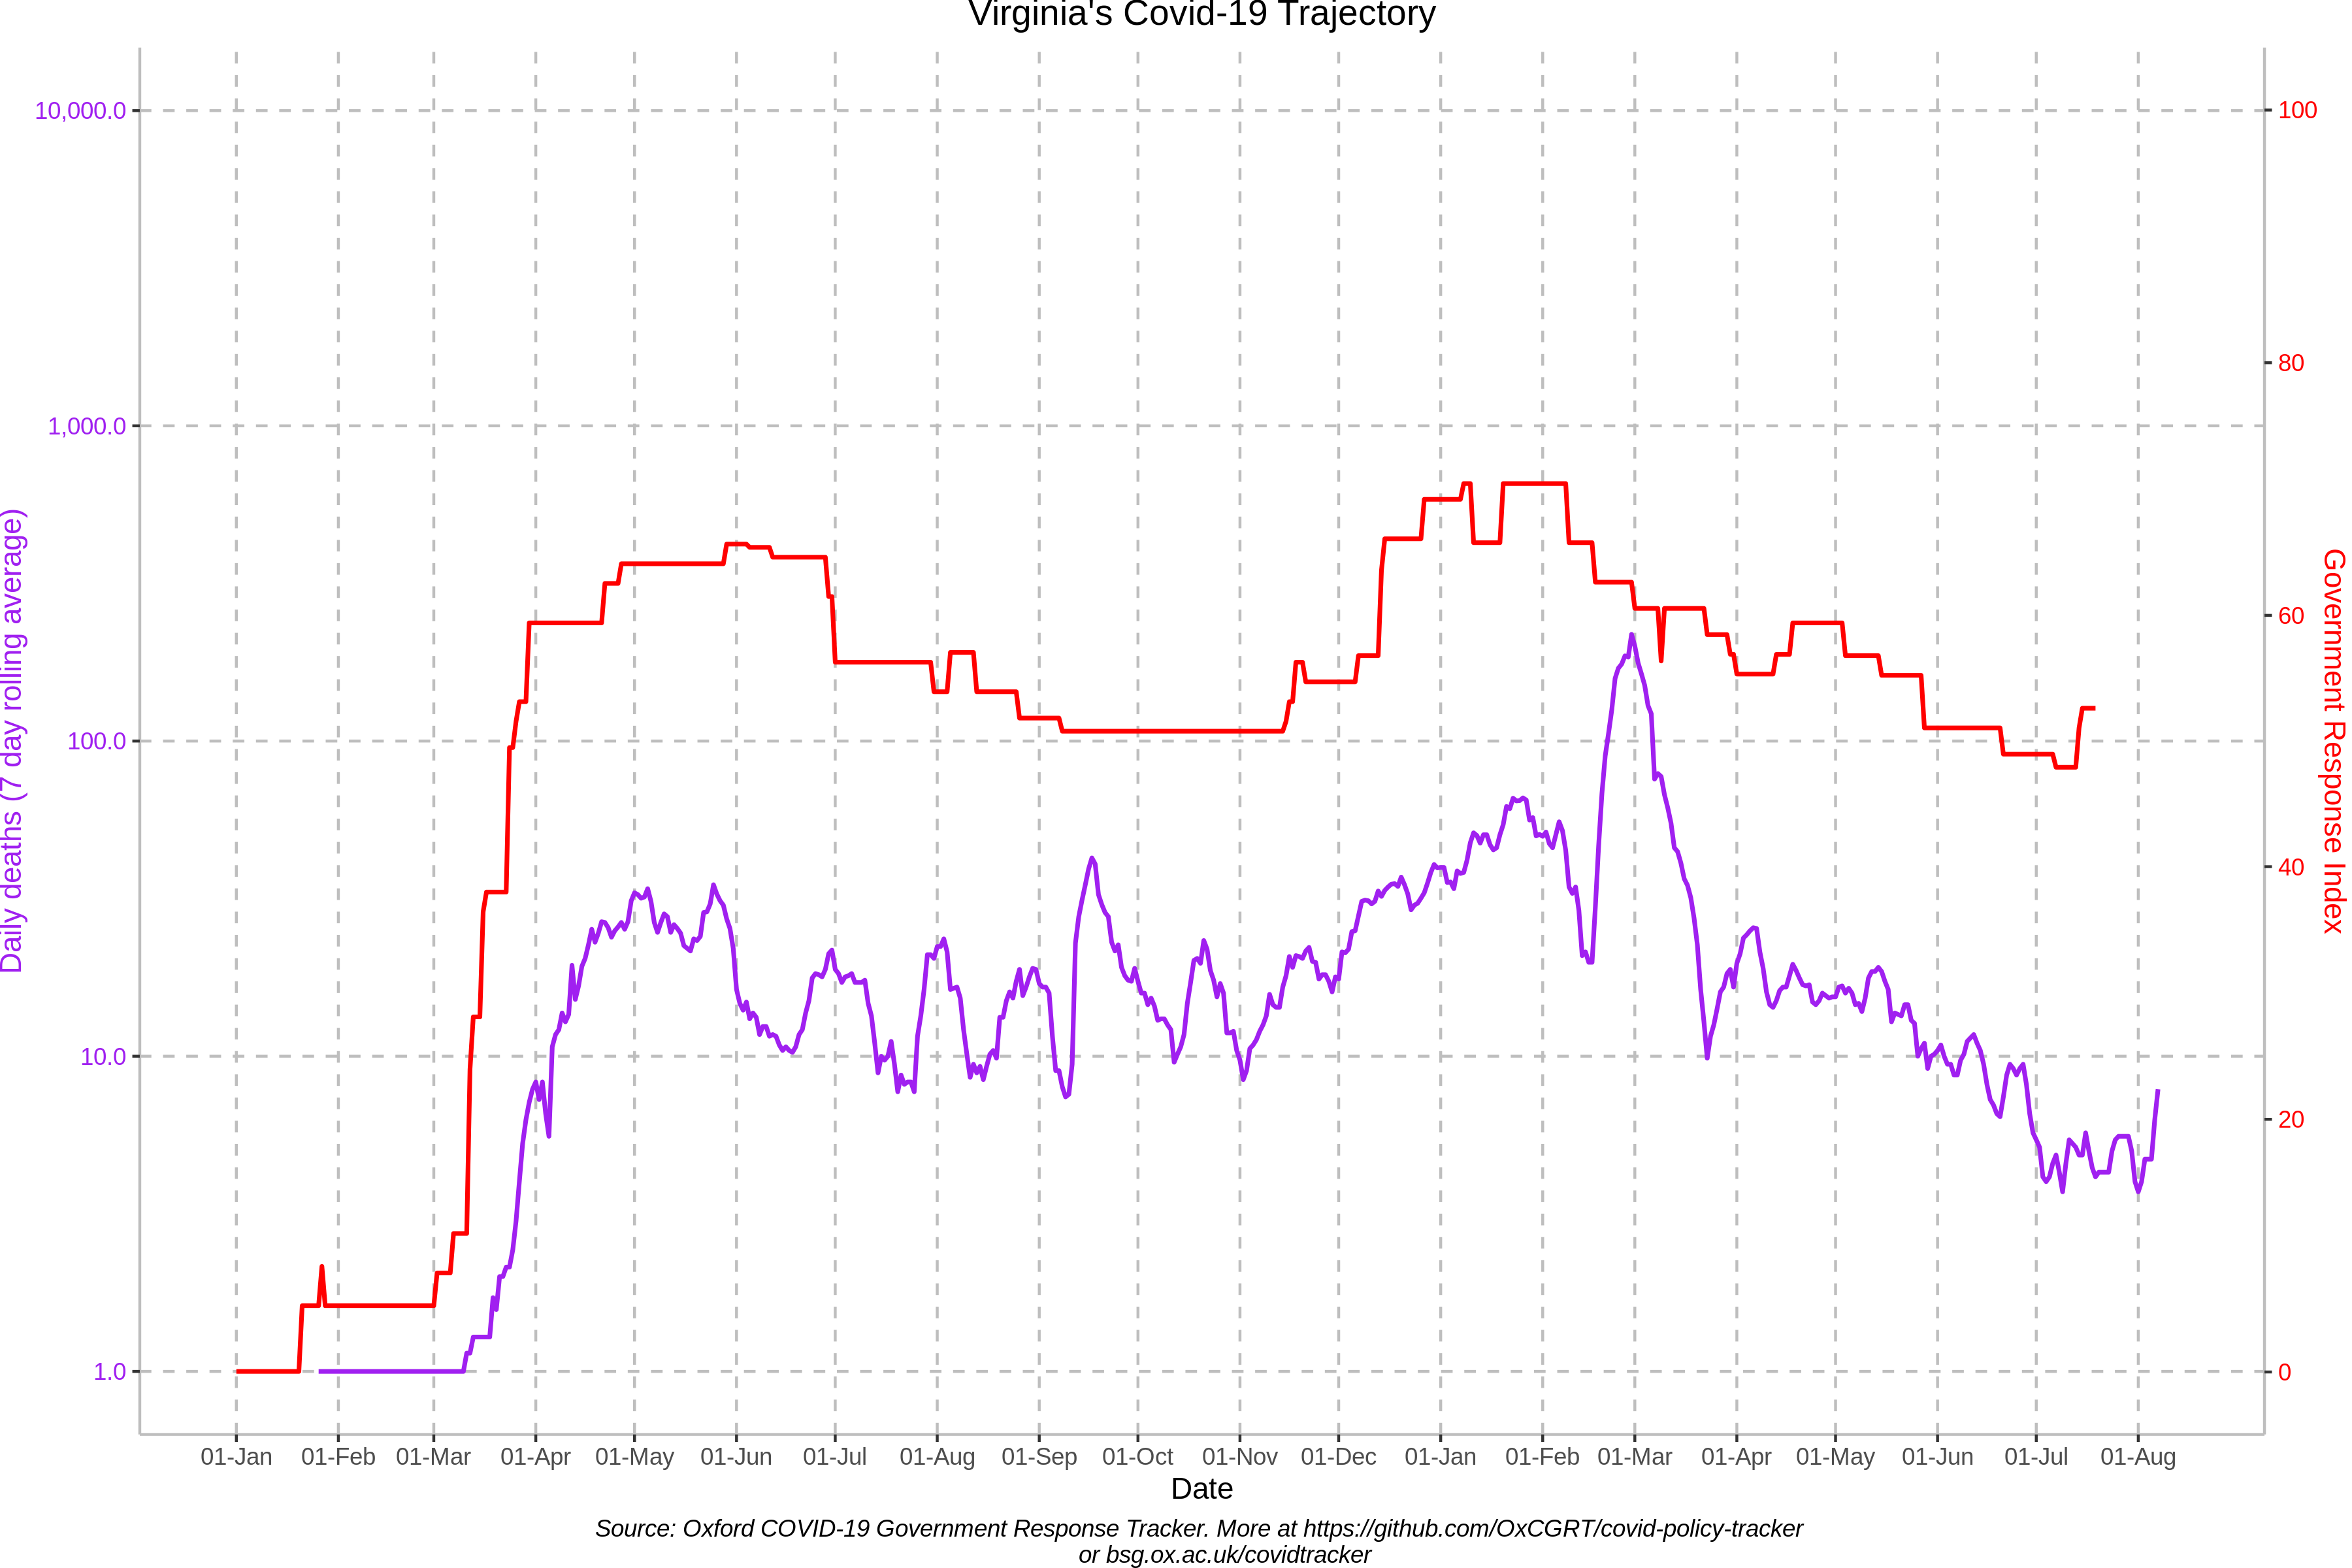 Virginia's Covid-19 Trajectory
10,000.0
1,000.0
100.0
10.0
1.0
Daily deaths (7 day rolling average)
100
80
60
40
20
0
Government Response Index
01-Jan 01-Feb 01-Mar 01-Apr 01-May 01-Jun 01-Jul 01-Aug 01-Sep 01-Oct 01-Nov 01-Dec 01-Jan 01-Feb 01-Mar 01-Apr 01-May 01-Jun 01-Jul 01-Aug
Date
Source: Oxford COVID-19 Government Response Tracker. More at https://github.com/OxCGRT/covid-policy-tracker
or bsg.ox.ac.uk/covidtracker